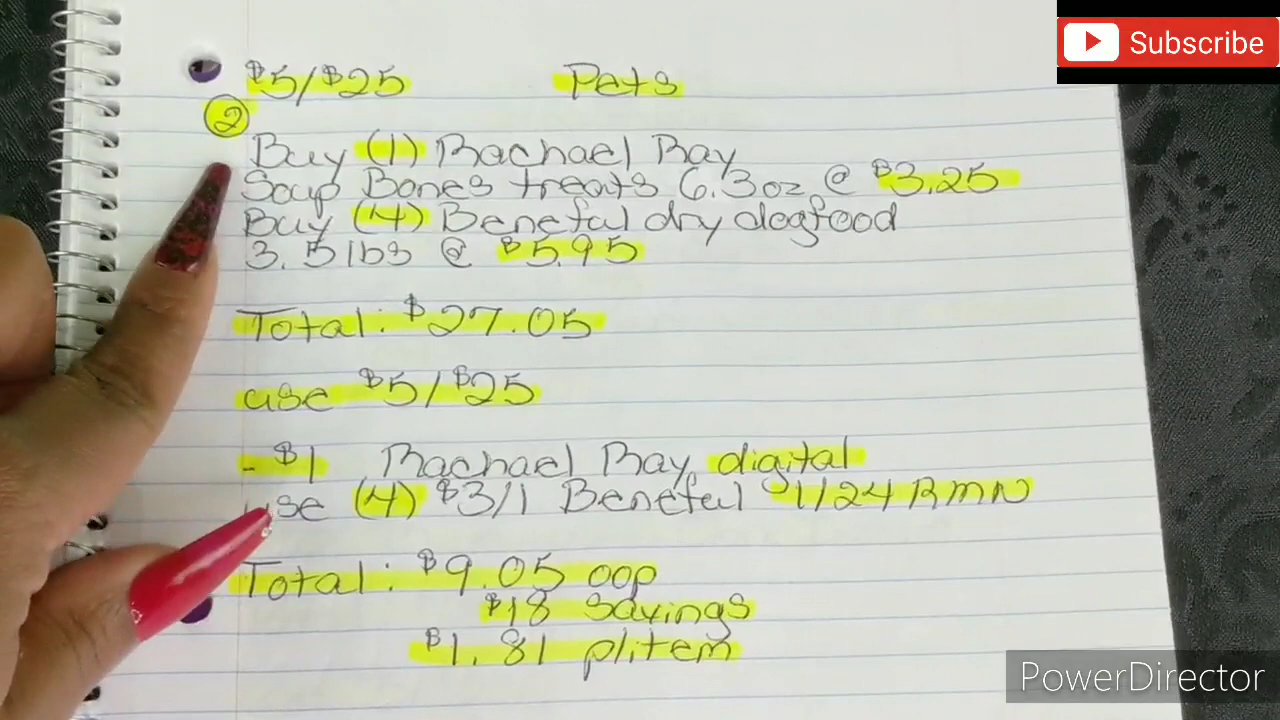 Subscribe
$5/$25 Pets
2
Buy (1) Rachael Ray
Soup Bones treats 6.3oz @ $3.25
Buy (4) Beneful dry dogfood
3.5lbs @ $5.95
Total: $27.05
use $5/$25
- $1 Rachael Ray digital
use (4) $3/1 Beneful 1/24 RMN
Total: $9.05 oop
$18 savings
$1.81 p/item
PowerDirector